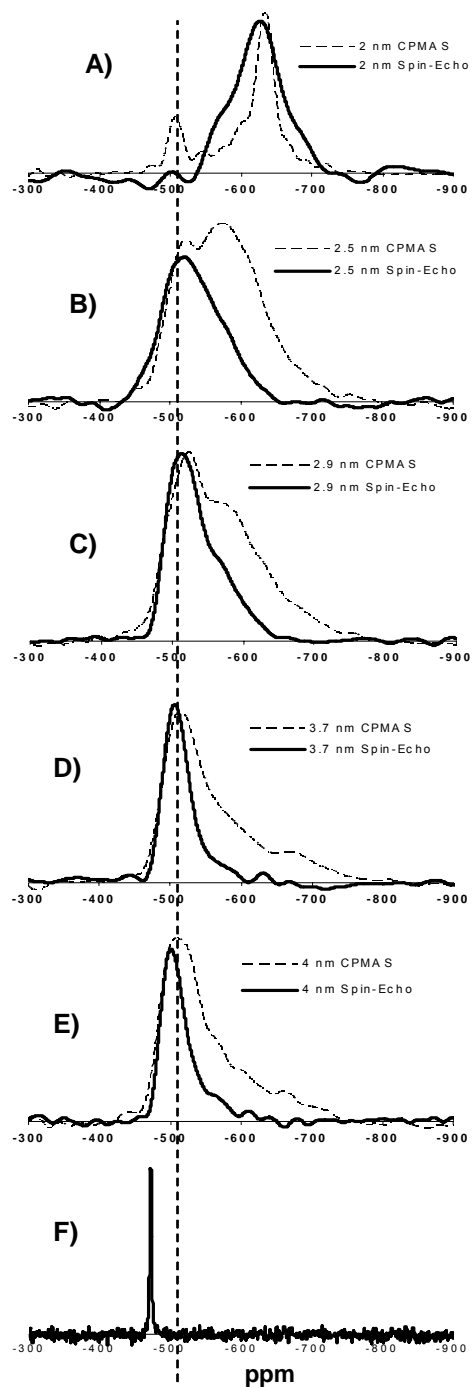 A)
2 nm CPMAS
2 nm Spin-Echo
-300 -400 -500 -600 -700 -800 -900
B)
2.5 nm CPMAS
2.5 nm Spin-Echo
-300 -400 -500 -600 -700 -800 -900
C)
2.9 nm CPMAS
2.9 nm Spin-Echo
-300 -400 -500 -600 -700 -800 -900
D)
3.7 nm CPMAS
3.7 nm Spin-Echo
-300 -400 -500 -600 -700 -800 -900
E)
4 nm CPMAS
4 nm Spin-Echo
-300 -400 -500 -600 -700 -800 -900
F)
-300 -400 -500 -600 -700 -800 -900
ppm